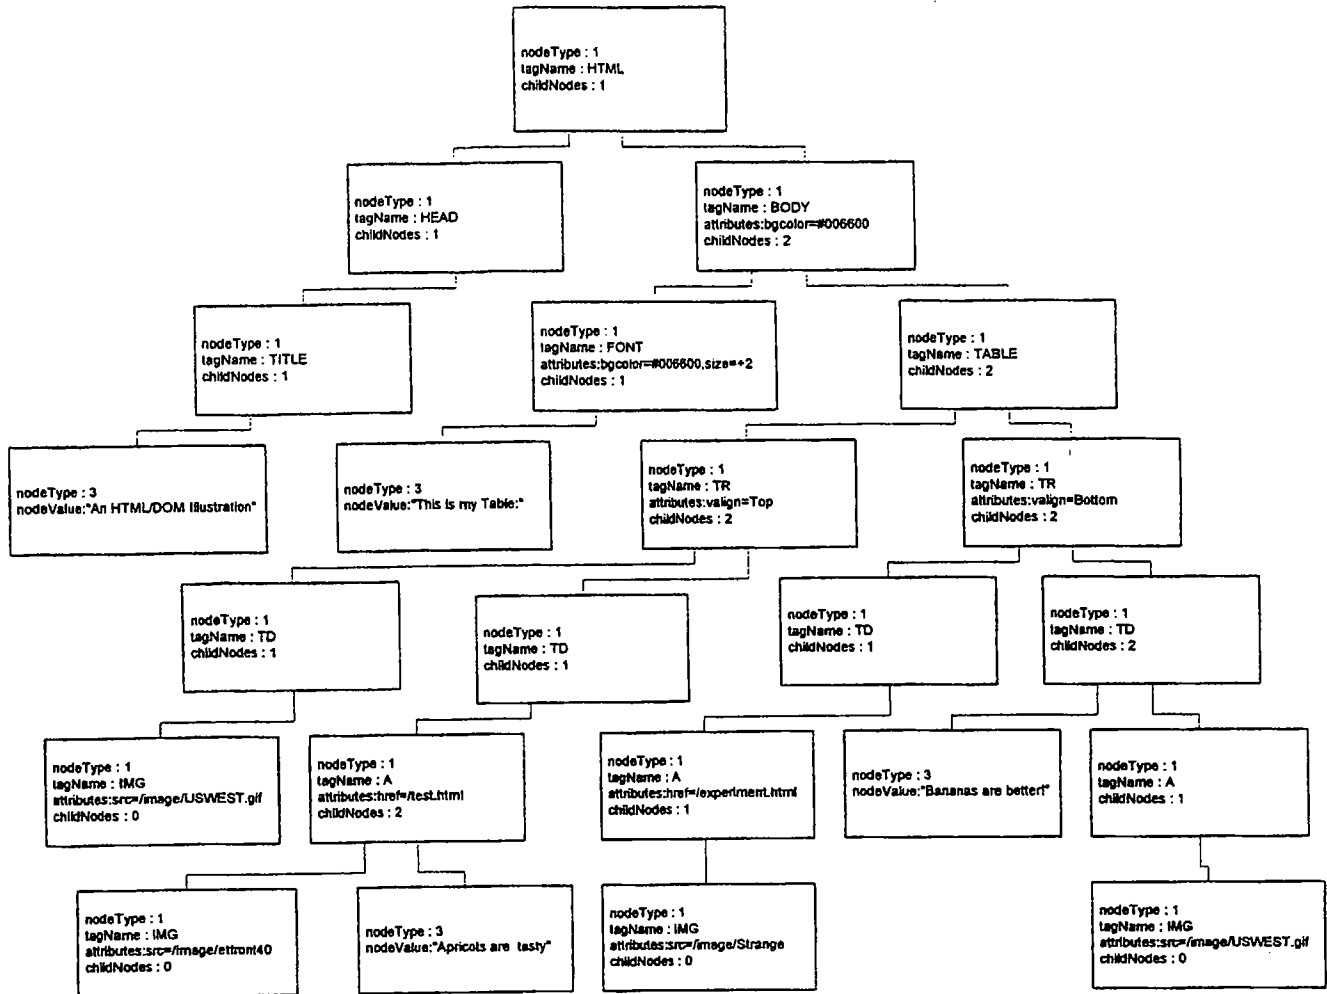 nodeType : 1
tagName : HTML
childNodes : 1
nodeType : 1
tagName : HEAD
childNodes : 1
nodeType : 1
tagName : BODY
attributes:bgcolor=#006600
childNodes : 2
nodeType : 1
tagName : TITLE
childNodes : 1
nodeType : 1
tagName : FONT
attributes:bgcolor=#006600,size=+2
childNodes : 1
nodeType : 1
tagName : TABLE
childNodes : 2
nodeType : 3
nodeValue:"An HTML/DOM Illustration"
nodeType : 3
nodeValue:"This is my Table:"
nodeType : 1
tagName : TR
attributes:valign=Top
childNodes : 2
nodeType : 1
tagName : TR
attributes:valign=Bottom
childNodes : 2
nodeType : 1
tagName : TD
childNodes : 1
nodeType : 1
tagName : TD
childNodes : 1
nodeType : 1
tagName : TD
childNodes : 1
nodeType : 1
tagName : TD
childNodes : 2
nodeType : 1
tagName : IMG
attributes:src=/image/USWEST.gif
childNodes : 0
nodeType : 1
tagName : A
attributes:href=/test.html
childNodes : 2
nodeType : 1
tagName : A
attributes:href=/experiment.html
childNodes : 1
nodeType : 3
nodeValue:"Bananas are better!"
nodeType : 1
tagName : A
childNodes : 1
nodeType : 1
tagName : IMG
attributes:src=/image/etfront40
childNodes : 0
nodeType : 3
nodeValue:"Apricots are tasty"
nodeType : 1
tagName : IMG
attributes:src=/image/Strange
childNodes : 0
nodeType : 1
tagName : IMG
attributes:src=/image/USWEST.gif
childNodes : 0